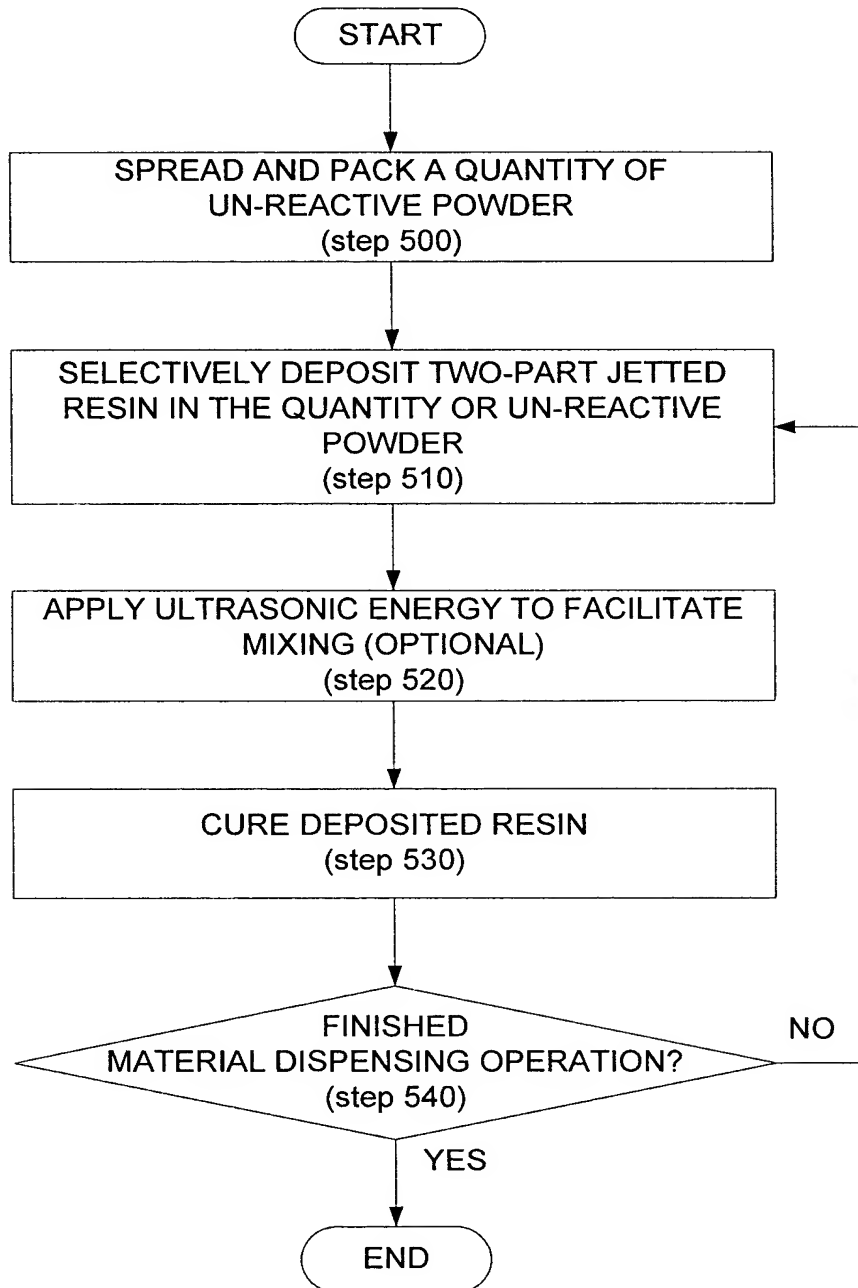 START
SPREAD AND PACK A QUANTITY OF
UN-REACTIVE POWDER
(step 500)
SELECTIVELY DEPOSIT TWO-PART JETTED
RESIN IN THE QUANTITY OR UN-REACTIVE
POWDER
(step 510)
APPLY ULTRASONIC ENERGY TO FACILITATE
MIXING (OPTIONAL)
(step 520)
CURE DEPOSITED RESIN
(step 530)
FINISHED
MATERIAL DISPENSING OPERATION?
(step 540)
NO
YES
END